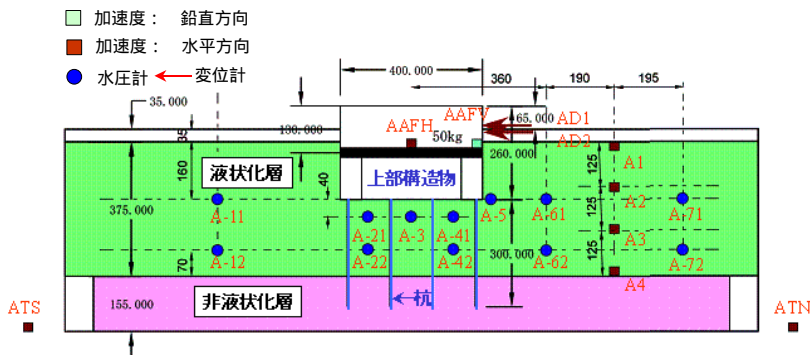 加速度： 鉛直方向
加速度： 水平方向
水圧計 変位計
400.000
360
190
195
35.000
35
130.000
AAFV
AAFH
50kg
65.000
AD1
AD2
260.000
液状化層
上部構造物
160
375.000
40
125
125
125
A1
A2
A3
A4
A-11
A-21
A-3
A-41
A-5
A-61
A-71
A-12
A-22
A-42
A-62
A-72
70
300.000
非液状化層
杭
155.000
ATS
ATN